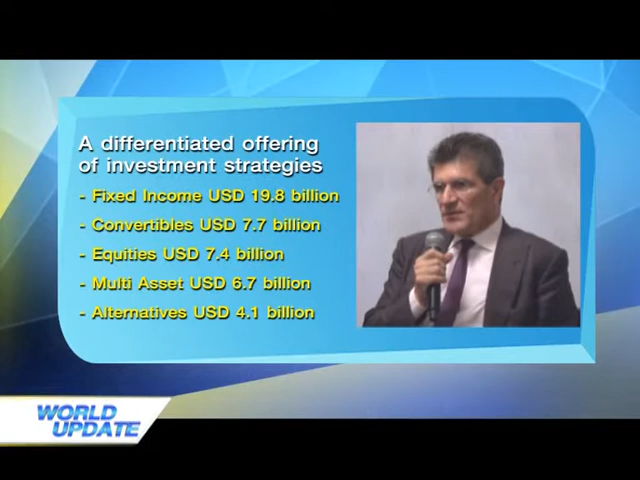 A differentiated offering
of investment strategies
- Fixed Income USD 19.8 billion
- Convertibles USD 7.7 billion
- Equities USD 7.4 billion
- Multi Asset USD 6.7 billion
- Alternatives USD 4.1 billion
WORLD
UPDATE